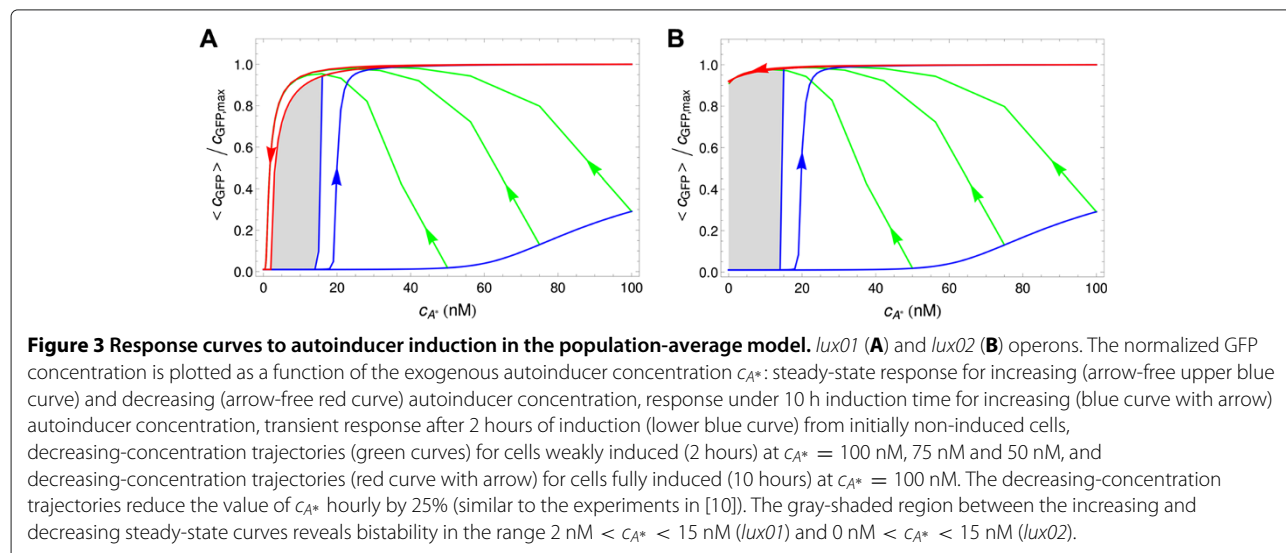 A
B
1.0
0.8
0.6
0.4
0.2
0.0
< cGFP > / cGFP,max
0 20 40 60 80 100
cA* (nM)
1.0
0.8
0.6
0.4
0.2
0.0
< cGFP > / cGFP,max
0 20 40 60 80 100
cA* (nM)
Figure 3 Response curves to autoinducer induction in the population-average model. lux01 (A) and lux02 (B) operons. The normalized GFP
concentration is plotted as a function of the exogenous autoinducer concentration cA*: steady-state response for increasing (arrow-free upper blue
curve) and decreasing (arrow-free red curve) autoinducer concentration, response under 10 h induction time for increasing (blue curve with arrow)
autoinducer concentration, transient response after 2 hours of induction (lower blue curve) from initially non-induced cells,
decreasing-concentration trajectories (green curves) for cells weakly induced (2 hours) at cA* = 100 nM, 75 nM and 50 nM, and
decreasing-concentration trajectories (red curve with arrow) for cells fully induced (10 hours) at cA* = 100 nM. The decreasing-concentration
trajectories reduce the value of cA* hourly by 25% (similar to the experiments in [10]). The gray-shaded region between the increasing and
decreasing steady-state curves reveals bistability in the range 2 nM < cA* < 15 nM (lux01) and 0 nM < cA* < 15 nM (lux02).